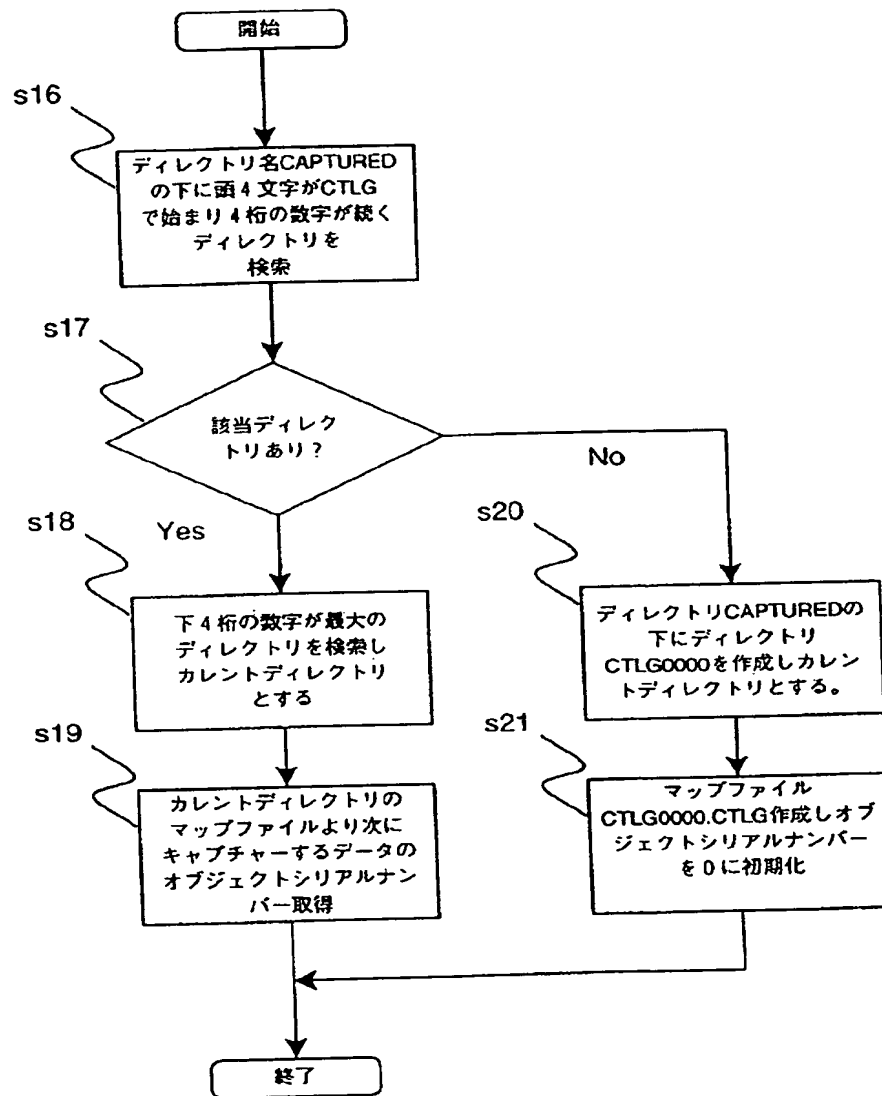 開始
s16
ディレクトリ名CAPTURED
の下に頭4文字がCTLG
で始まり4桁の数字が続く
ディレクトリを
検索
s17
該当ディレク
トリあり?
No
Yes
s18
下4桁の数字が最大の
ディレクトリを検索し
カレントディレクトリ
とする
s20
ディレクトリCAPTUREDの
下にディレクトリ
CTLG0000を作成しカレン
トディレクトリとする。
s19
カレントディレクトリの
マップファイルより次に
キャプチャーするデータの
オブジェクトシリアルナン
バー取得
s21
マップファイル
CTLG0000.CTLG作成しオブ
ジェクトシリアルナンバー
を0に初期化
終了